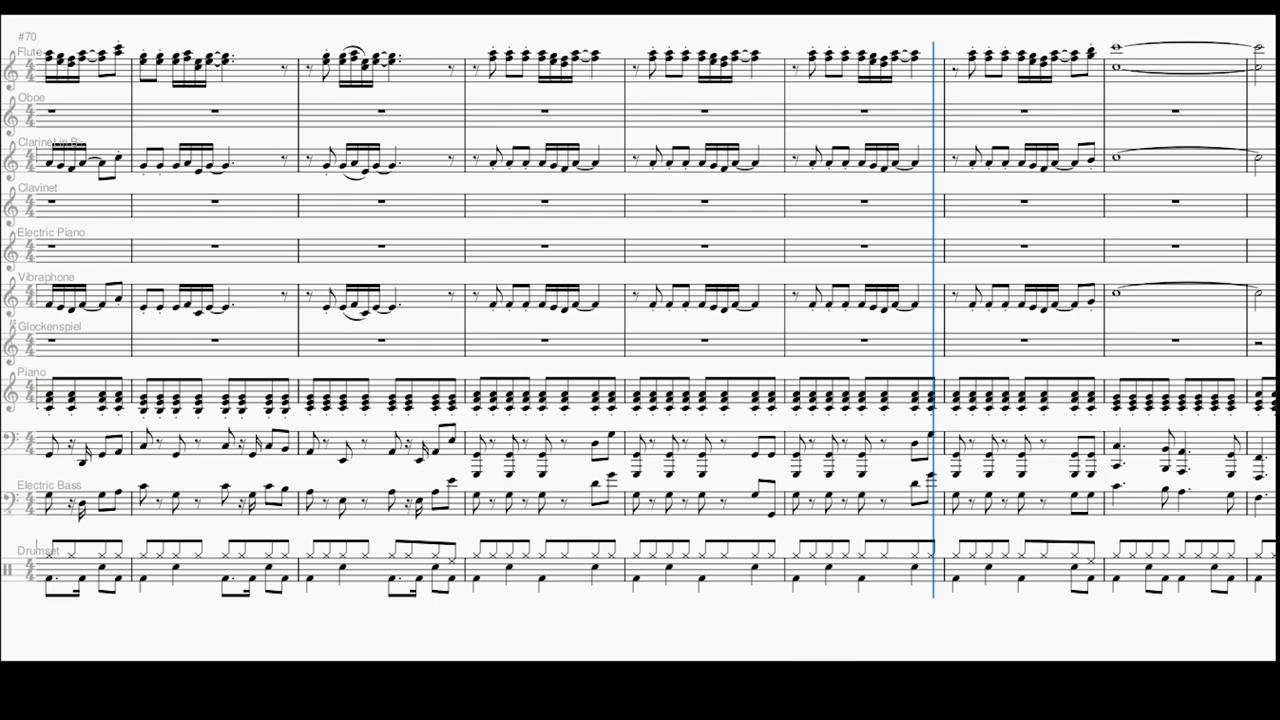 #70
Flute
Oboe
Clarinet in B♭
Clavinet
Electric Piano
Vibraphone
Glockenspiel
Piano
Electric Bass
Drumset